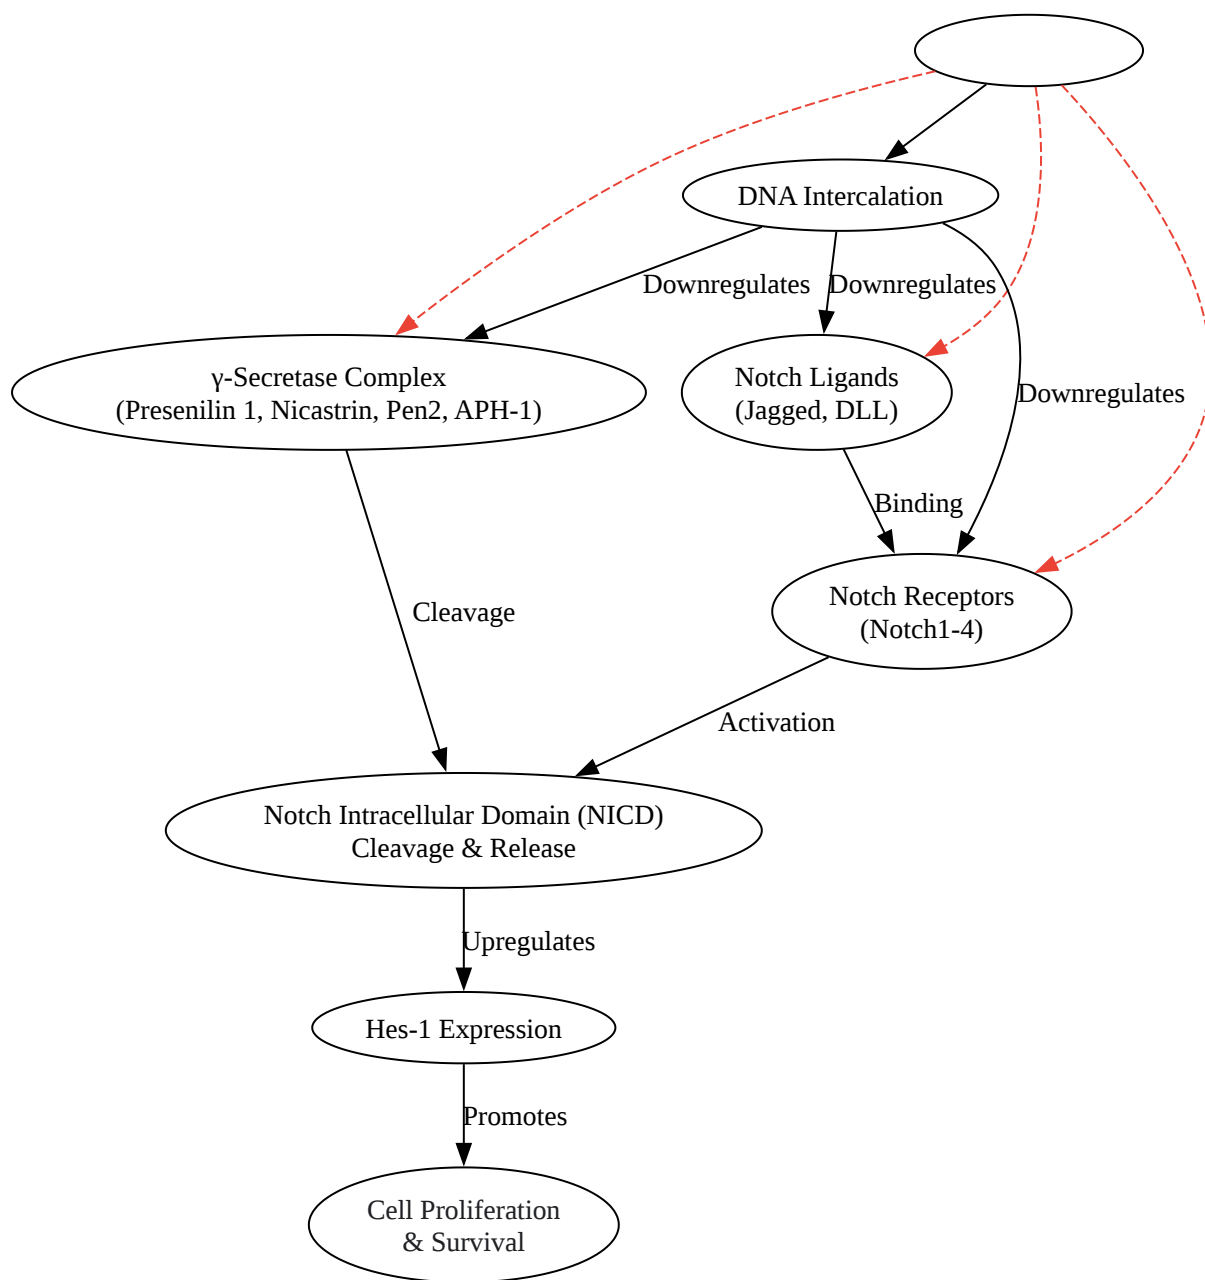 DNA Intercalation
Downregulates
Downregulates
γ-Secretase Complex
(Presenilin 1, Nicastrin, Pen2, APH-1)
Notch Ligands
(Jagged, DLL)
Downregulates
Binding
Notch Receptors
(Notch1-4)
Cleavage
Activation
Notch Intracellular Domain (NICD)
Cleavage & Release
Upregulates
Hes-1 Expression
Promotes
Cell Proliferation
& Survival